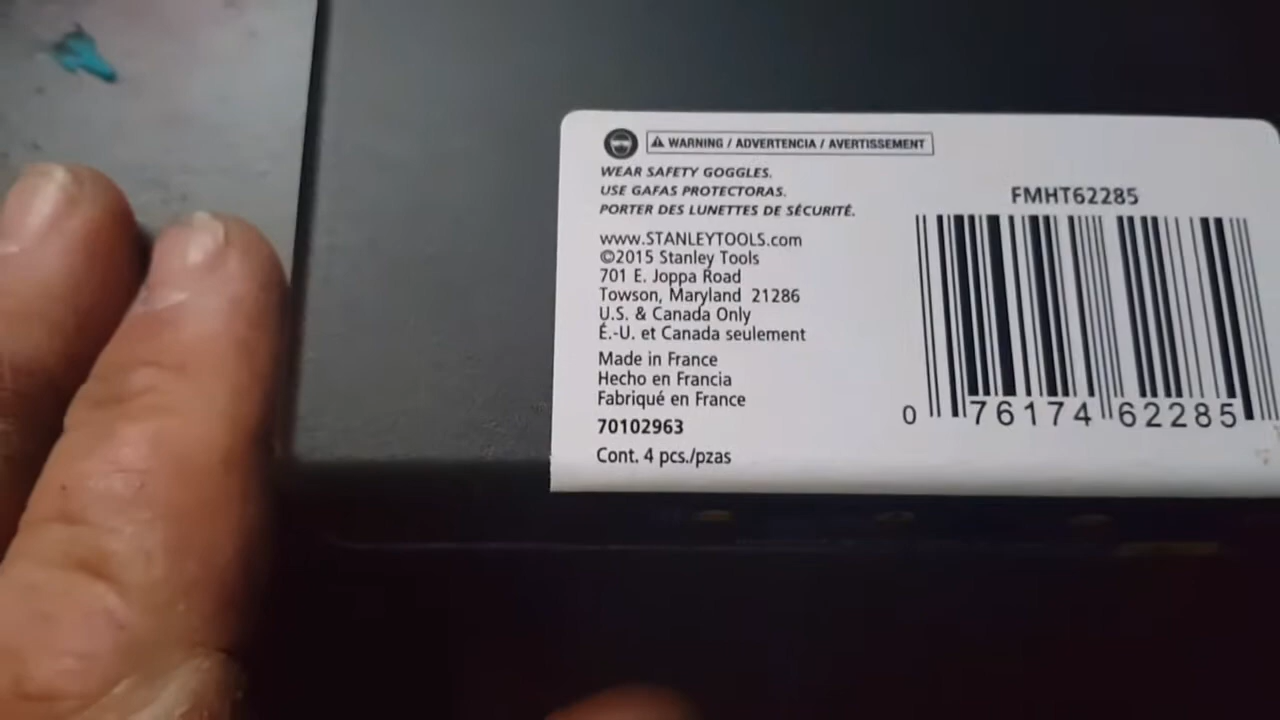 WARNING / ADVERTENCIA / AVERTISSEMENT
WEAR SAFETY GOGGLES.
USE GAFAS PROTECTORAS.
PORTER DES LUNETTES DE SÉCURITÉ.
www.STANLEYTOOLS.com
©2015 Stanley Tools
701 E. Joppa Road
Towson, Maryland 21286
U.S. & Canada Only
É.-U. et Canada seulement
Made in France
Hecho en Francia
Fabriqué en France
70102963
Cont. 4 pcs./pzas
FMHT62285
0 76174 62285